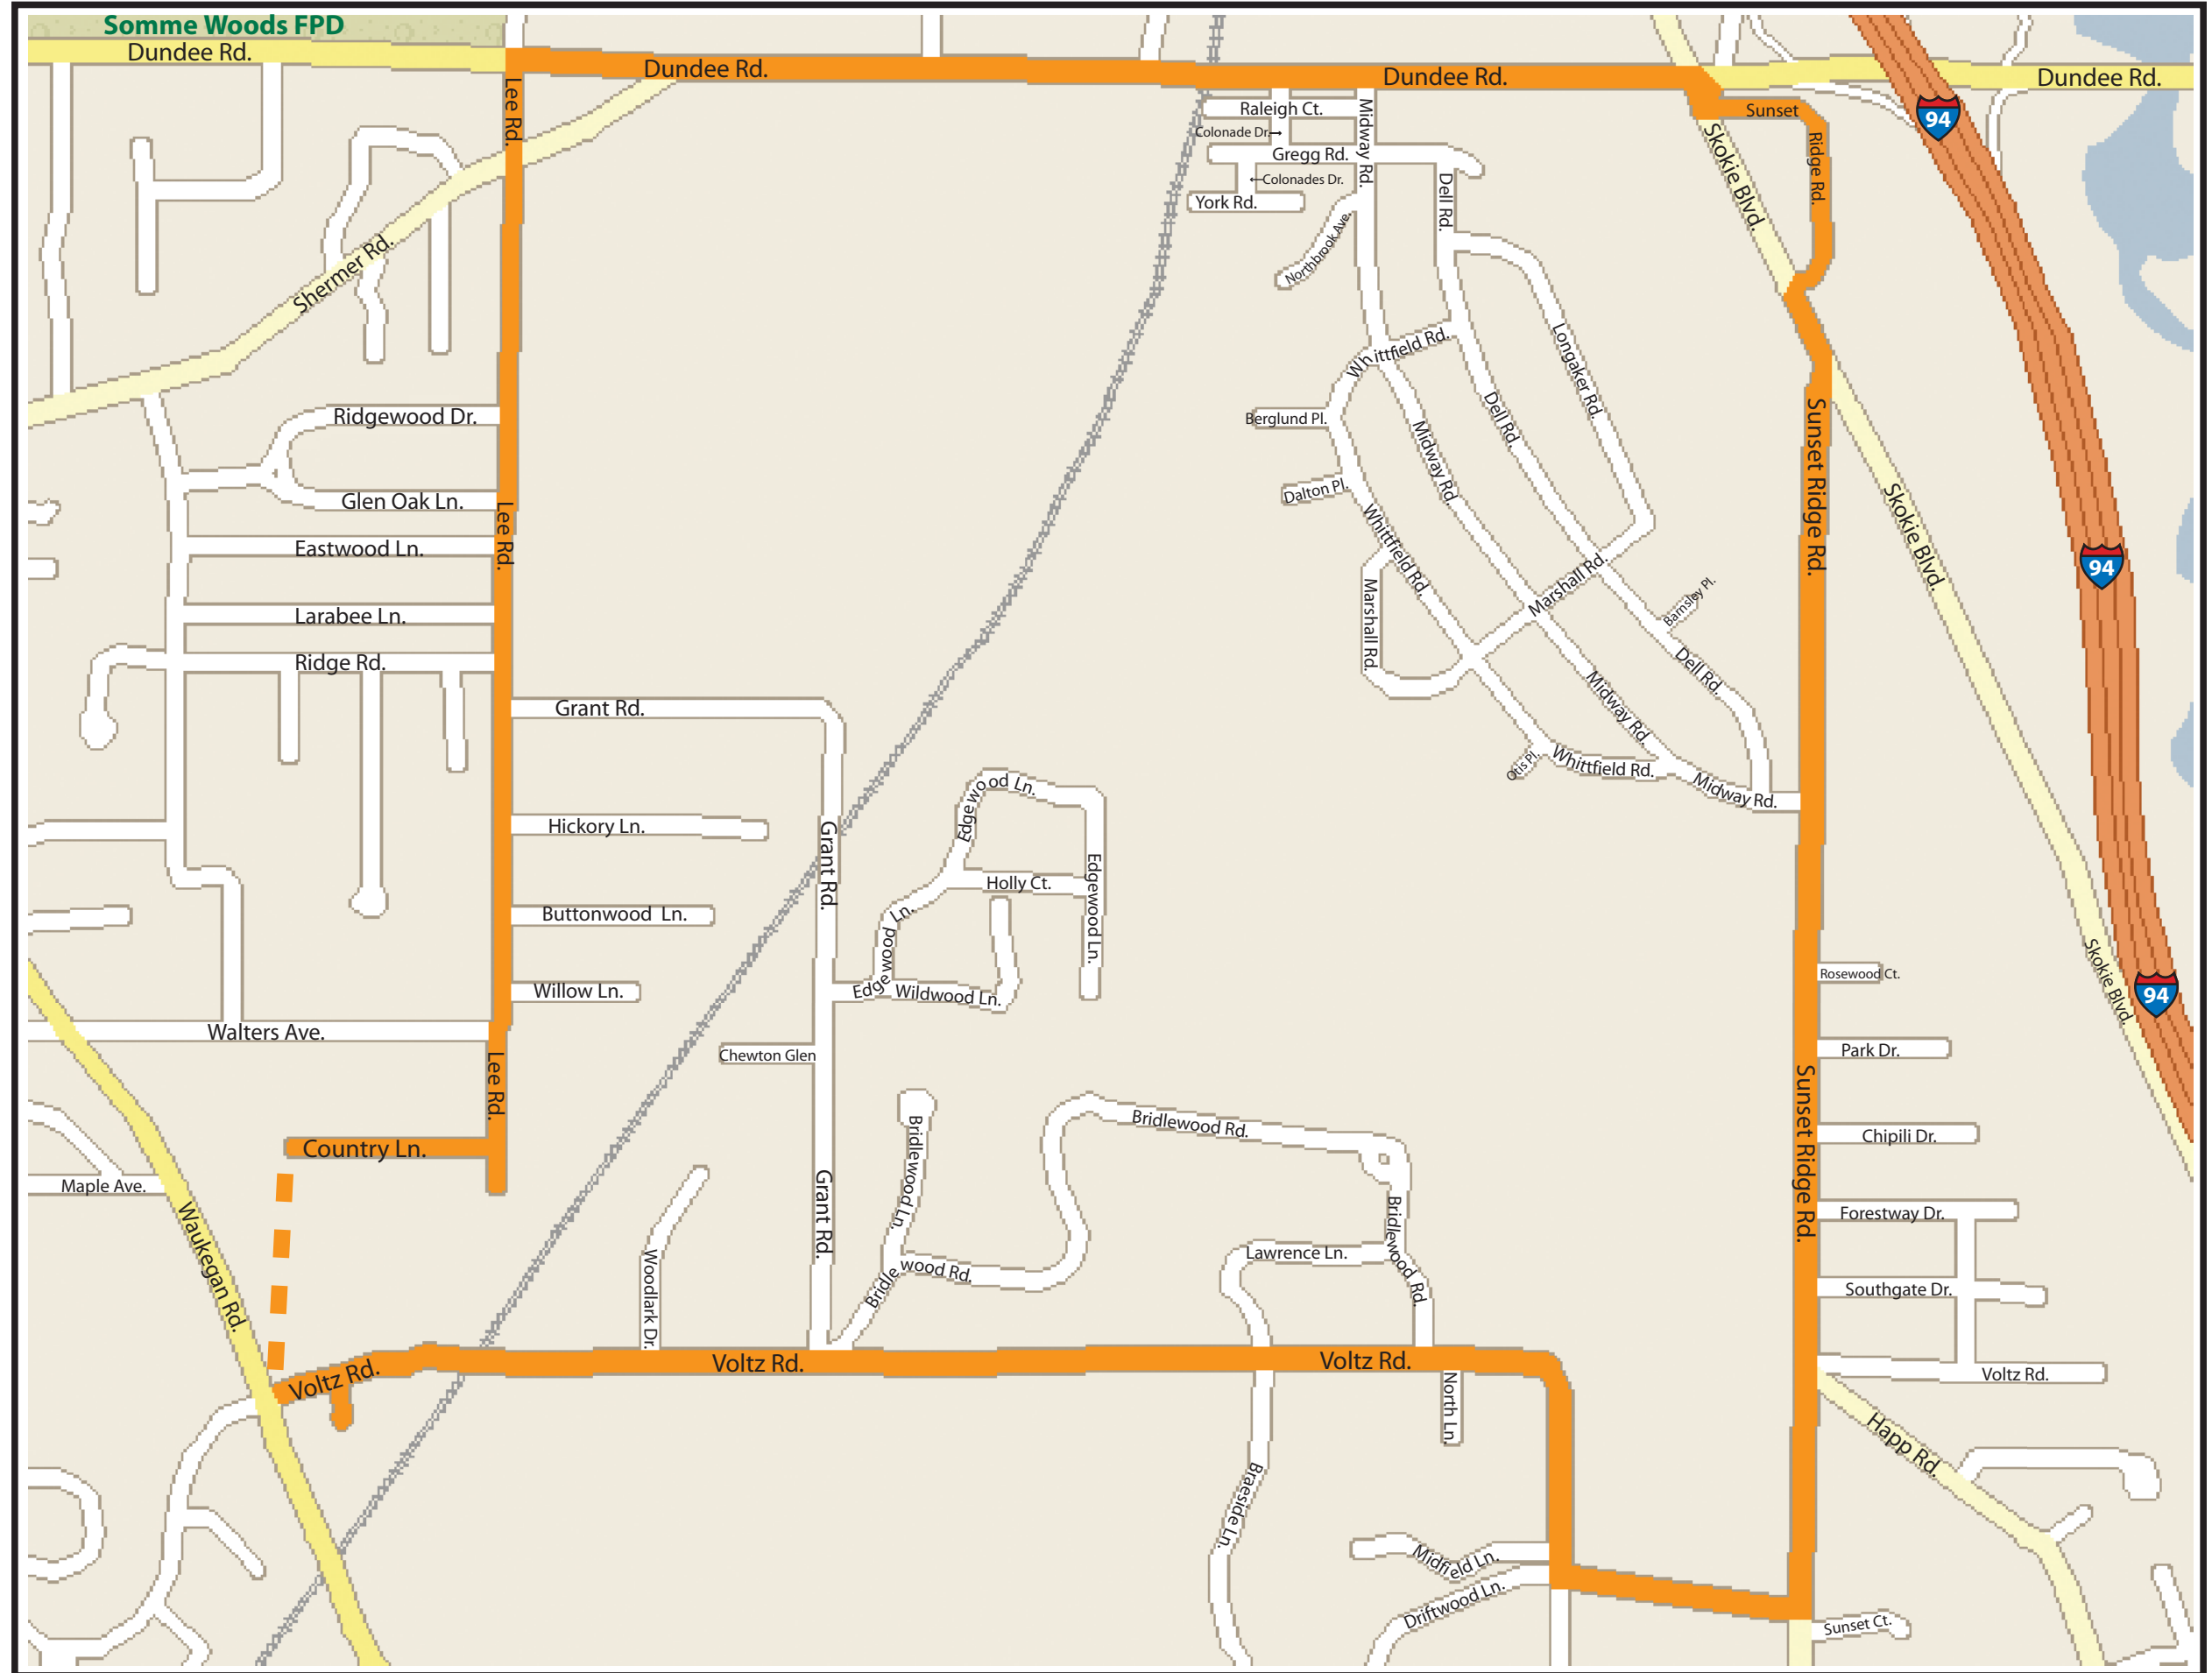 Somme Woods FPD
Dundee Rd.
Dundee Rd.
Dundee Rd.
Dundee Rd.
Lee Rd.
Raleigh Ct.
Midway Rd.
Sunset
94
Colonade Dr.
Skokie Blvd.
Ridge Rd.
Gregg Rd.
Colonades Dr.
Dell Rd.
York Rd.
Northbrook Ave.
Shermer Rd.
Whittfield Rd.
Longaker Rd.
Ridgewood Dr.
Berglund Pl.
Dell Rd.
Midway Rd.
Sunset Ridge Rd.
Glen Oak Ln.
Dalton Pl.
Skokie Blvd.
Lee Rd.
Eastwood Ln.
Whittfield Rd.
94
Marshall Rd.
Marshall Rd.
Barnsley Pl.
Larabee Ln.
Ridge Rd.
Dell Rd.
Grant Rd.
Midway Rd.
Otis Pl.
Whittfield Rd.
Midway Rd.
Edgewood Ln.
Hickory Ln.
Grant Rd.
Holly Ct.
Edgewood Ln.
Buttonwood Ln.
Edgewood Ln.
Rosewood Ct.
Skokie Blvd.
94
Willow Ln.
Wildwood Ln.
Walters Ave.
Chewton Glen
Park Dr.
Lee Rd.
Bridlewood Rd.
Bridlewood Ln.
Sunset Ridge Rd.
Chipili Dr.
Country Ln.
Maple Ave.
Grant Rd.
Bridlewood Rd.
Forestway Dr.
Waukegan Rd.
Woodlark Dr.
Bridlewood Rd.
Lawrence Ln.
Southgate Dr.
Voltz Rd.
Voltz Rd.
Voltz Rd.
Voltz Rd.
North Ln.
Happ Rd.
Braeside Ln.
Midfield Ln.
Driftwood Ln.
Sunset Ct.